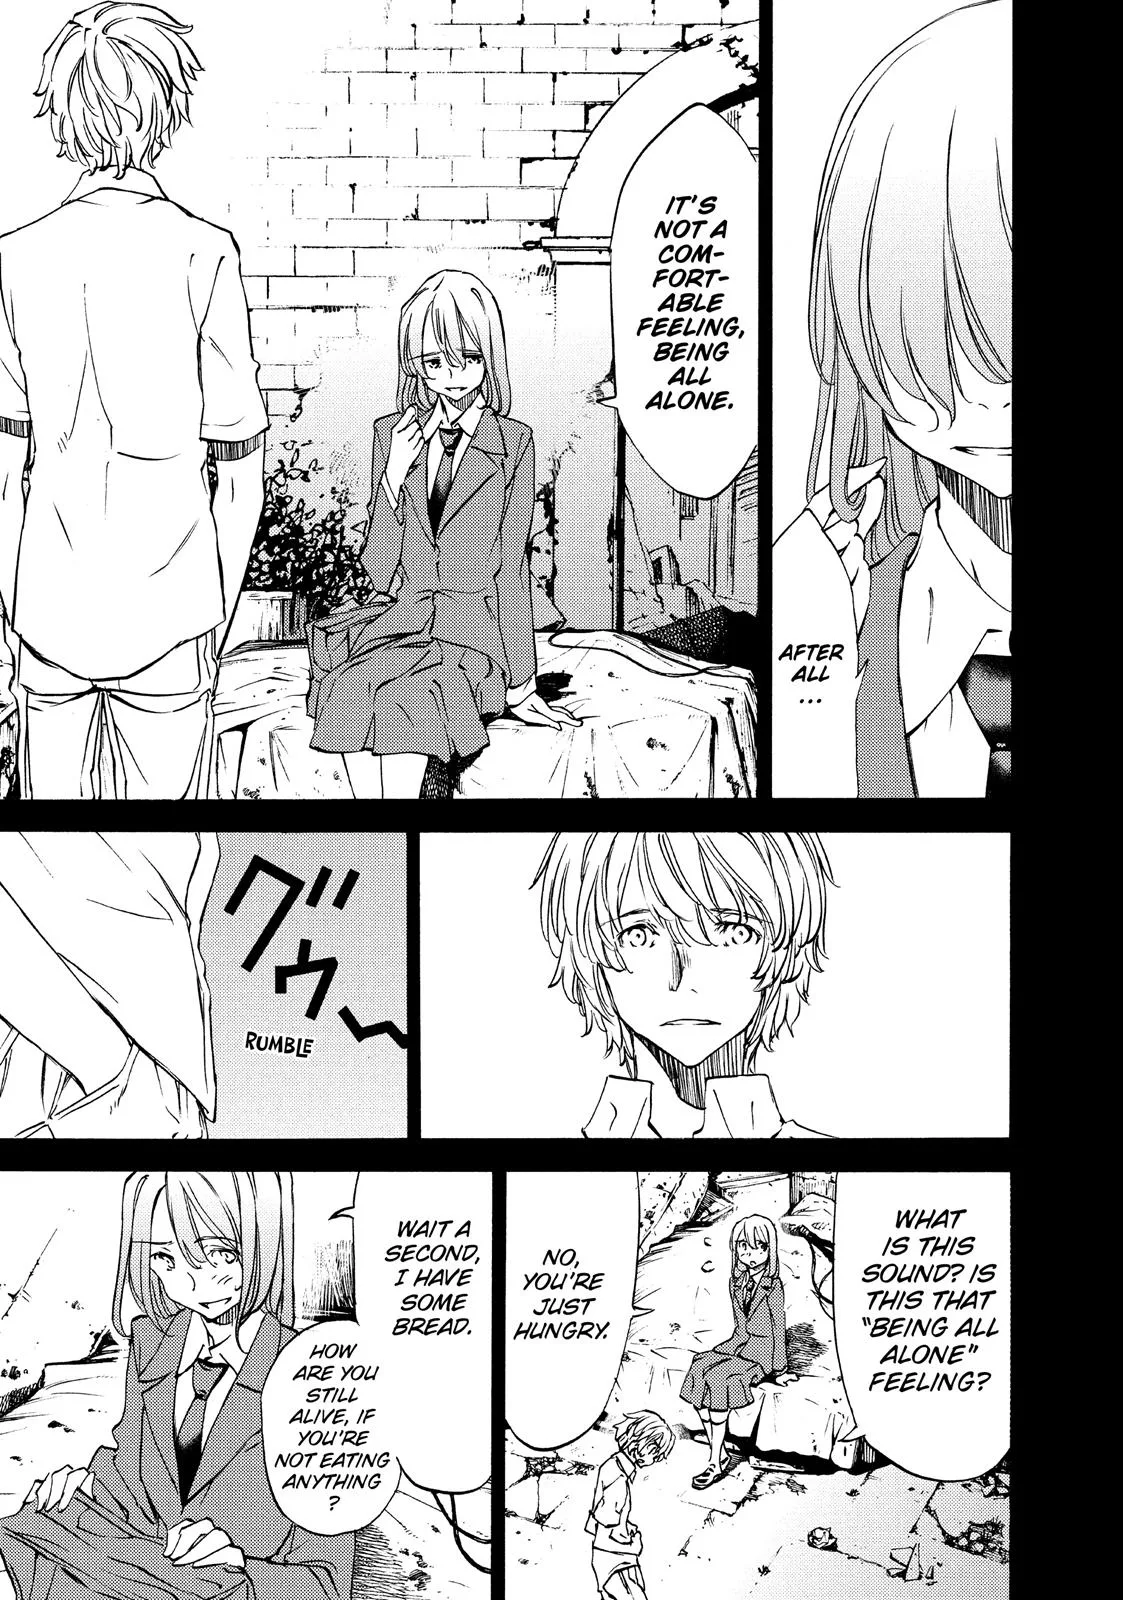 AFTER
ALL
...
IT'S
NOT A
COM-
FORT-
ABLE
FEELING,
BEING
ALL
ALONE.
グゥ〜
RUMBLE
WHAT
IS THIS
SOUND? IS
THIS THAT
"BEING ALL
ALONE"
FEELING?
NO,
YOU'RE
JUST
HUNGRY.
WAIT A
SECOND,
I HAVE
SOME
BREAD.
HOW
ARE YOU
STILL
ALIVE, IF
YOU'RE
NOT EATING
ANYTHING
?